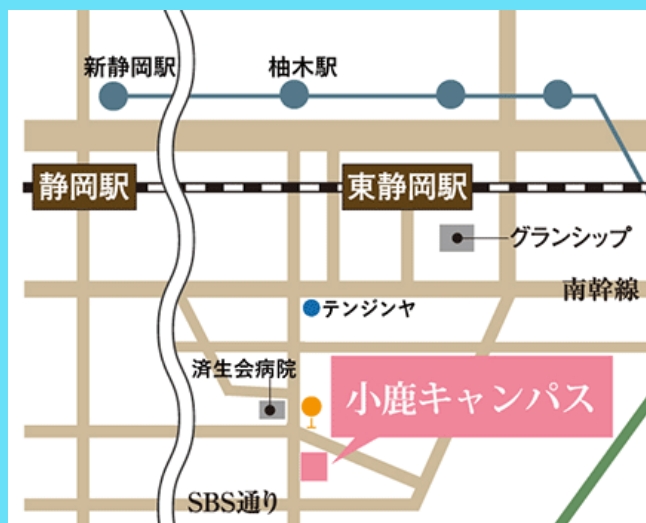 新静岡駅
柚木駅
静岡駅
東静岡駅
グランシップ
南幹線
テンジンヤ
済生会病院
小鹿キャンパス
SBS通り